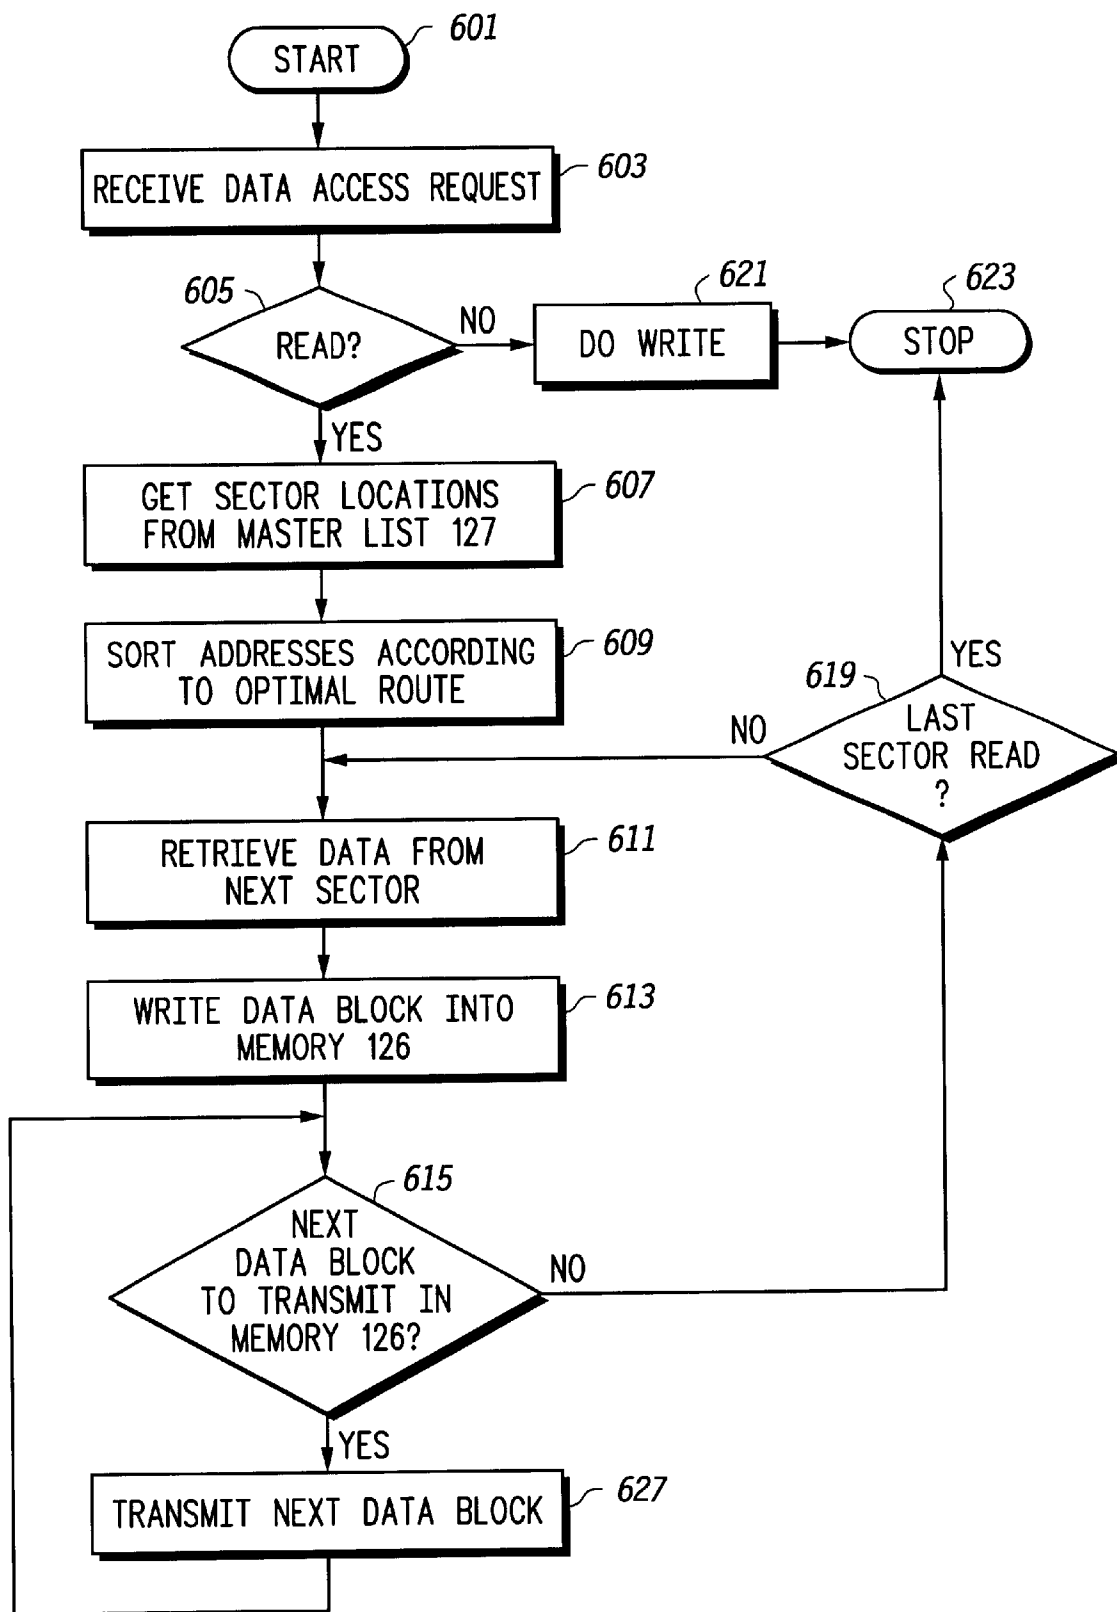 601
START
603
RECEIVE DATA ACCESS REQUEST
605
READ?
NO
621
DO WRITE
623
STOP
YES
607
GET SECTOR LOCATIONS
FROM MASTER LIST 127
609
SORT ADDRESSES ACCORDING
TO OPTIMAL ROUTE
YES
619
LAST
SECTOR READ
?
NO
611
RETRIEVE DATA FROM
NEXT SECTOR
613
WRITE DATA BLOCK INTO
MEMORY 126
615
NEXT
DATA BLOCK
TO TRANSMIT IN
MEMORY 126?
NO
YES
627
TRANSMIT NEXT DATA BLOCK